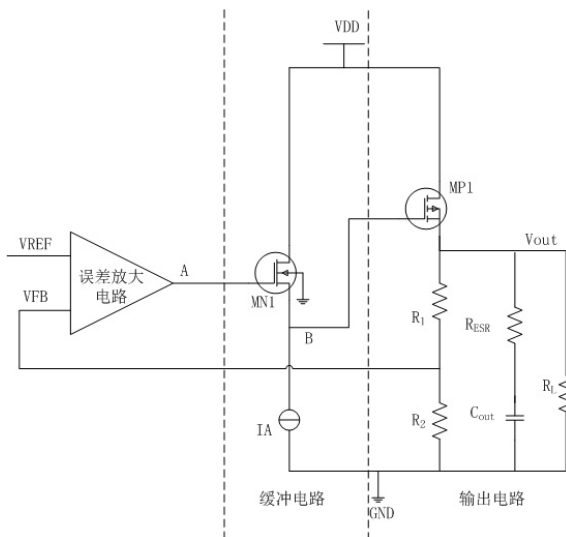 VDD
MP1
VREF
误差放大
电路
A
VFB
MN1
B
Vout
R1
RESR
RL
R2
Cout
IA
GND
缓冲电路
输出电路